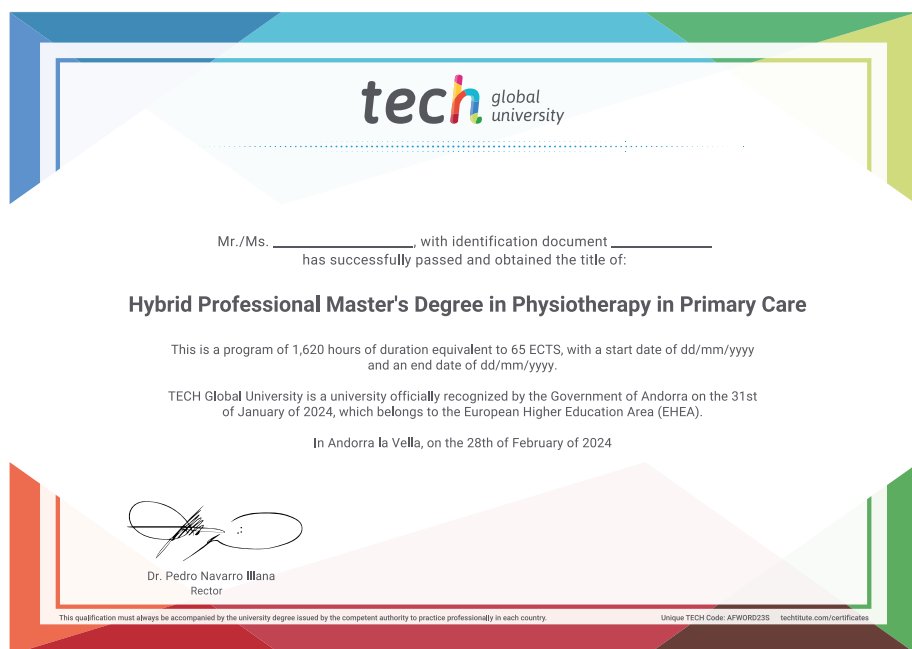 tech global university
Mr./Ms. ____________, with identification document ____________
has successfully passed and obtained the title of:
Hybrid Professional Master's Degree in Physiotherapy in Primary Care
This is a program of 1,620 hours of duration equivalent to 65 ECTS, with a start date of dd/mm/yyyy
and an end date of dd/mm/yyyy.
TECH Global University is a university officially recognized by the Government of Andorra on the 31st
of January of 2024, which belongs to the European Higher Education Area (EHEA).
In Andorra la Vella, on the 28th of February of 2024
Dr. Pedro Navarro Illana
Rector
This qualification must always be accompanied by the university degree issued by the competent authority to practice professionally in each country.
Unique TECH Code: AFWORD23S techtitute.com/certificates